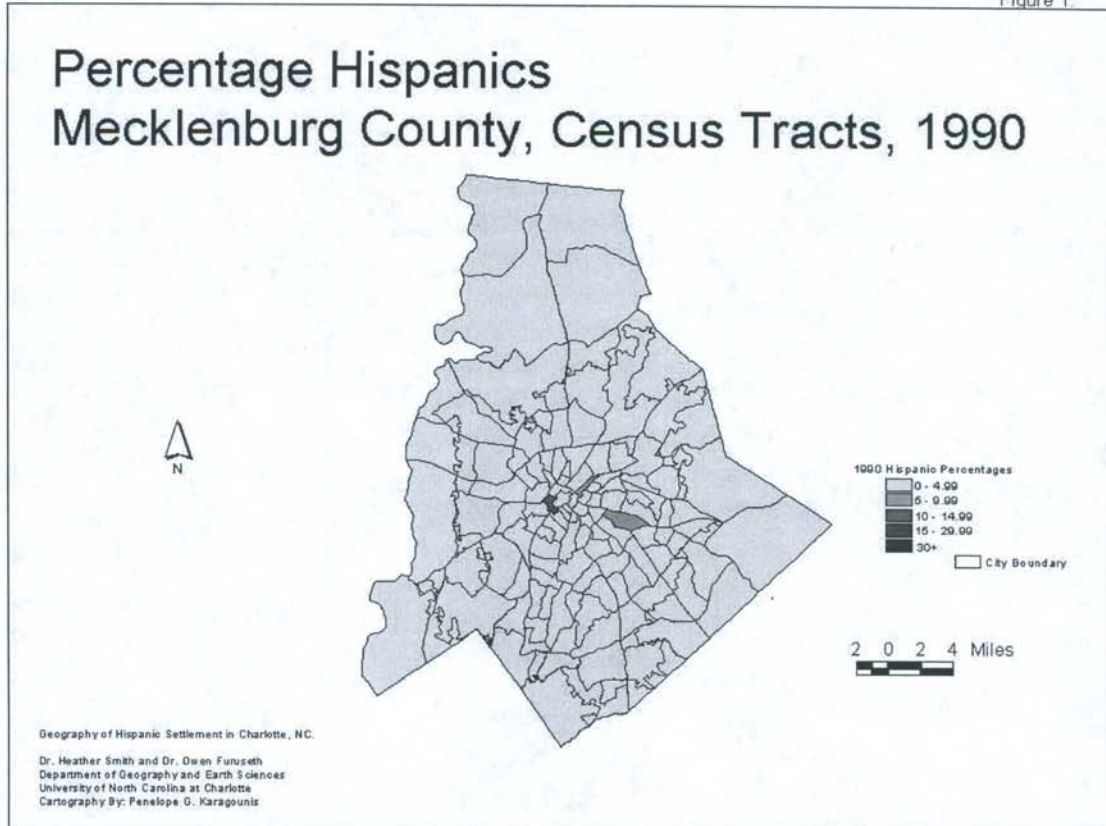 Figure 1.
Percentage Hispanics
Mecklenburg County, Census Tracts, 1990
N
1990 Hispanic Percentages
0 - 4.99
5 - 9.99
10 - 14.99
15 - 29.99
30+
City Boundary
2 0 2 4 Miles
Geography of Hispanic Settlement in Charlotte, NC.
Dr. Heather Smith and Dr. Owen Furuseth
Department of Geography and Earth Sciences
University of North Carolina at Charlotte
Cartography By: Penelope G. Karagounis